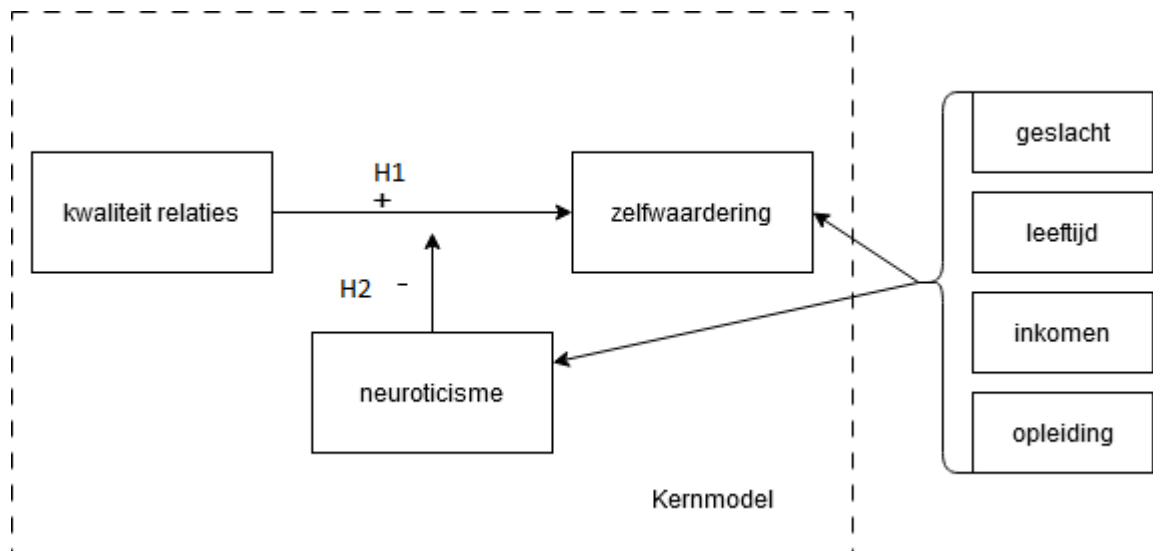 H1
+
kwaliteit relaties
zelfwaardering
H2 -
neuroticisme
Kernmodel
geslacht
leeftijd
inkomen
opleiding